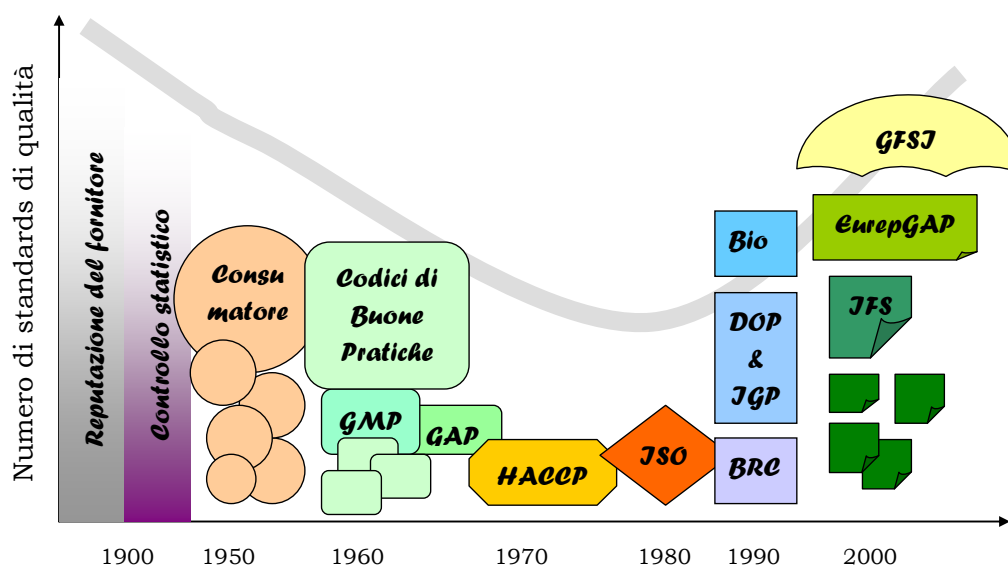 Numero di standards di qualità
Reputazione del fornitore
Controllo statistico
Consu
matore
Codici di
Buone
Pratiche
GMP
GAP
HACCP
ISO
Bio
DOP
&
IGP
BRC
GFSI
EurepGAP
IFS
1900
1950
1960
1970
1980
1990
2000